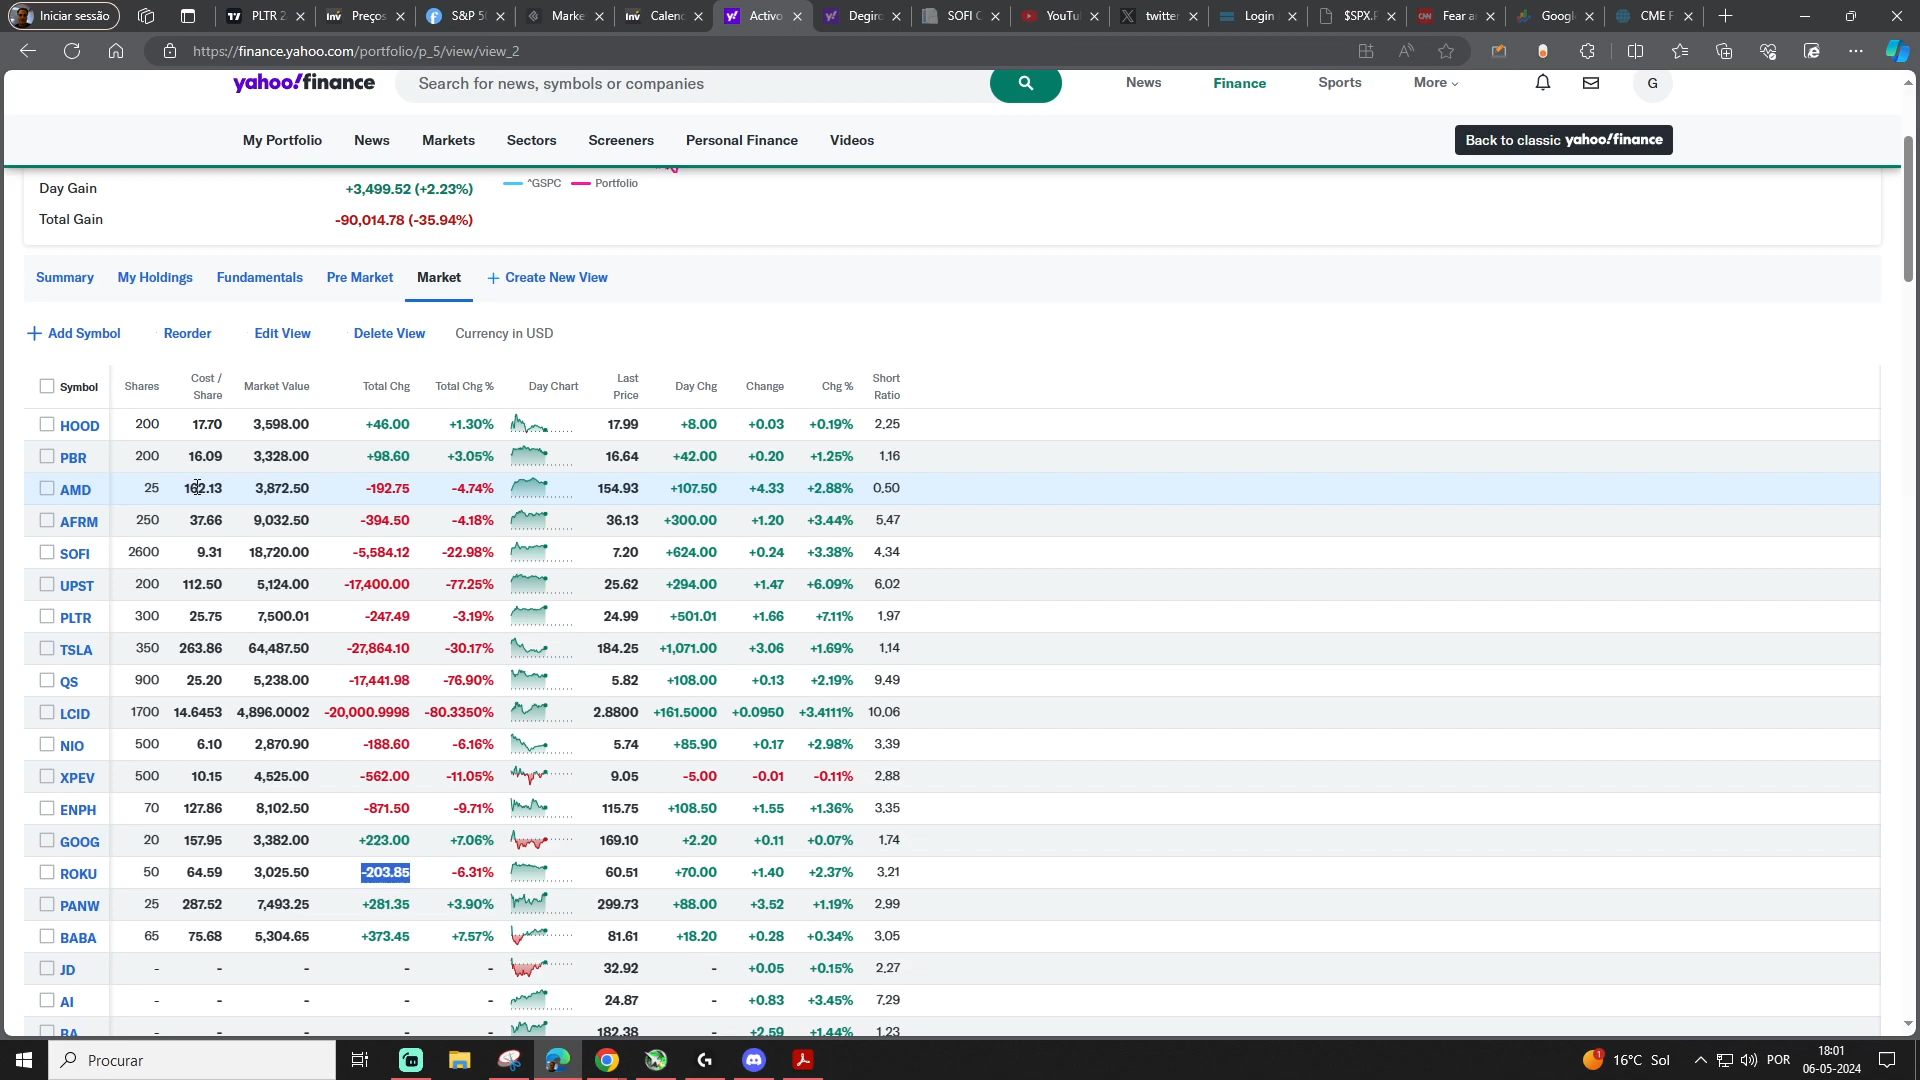 Iniciar sessão PLTR 2 Preços S&P 5 Marke Calend Activo Degiro SOFI C YouTu twitter Login $SPX.F Fear a Googl CME F
https://finance.yahoo.com/portfolio/p_5/view/view_2
yahoo!finance Search for news, symbols or companies News Finance Sports More G
My Portfolio News Markets Sectors Screeners Personal Finance Videos Back to classic yahoo!finance
Day Gain +3,499.52 (+2.23%) ^GSPC Portfolio
Total Gain -90,014.78 (-35.94%)
Summary My Holdings Fundamentals Pre Market Market + Create New View
+ Add Symbol Reorder Edit View Delete View Currency in USD
Symbol Shares Cost / Share Market Value Total Chg Total Chg % Day Chart Last Price Day Chg Change Chg % Short Ratio
HOOD 200 17.70 3,598.00 +46.00 +1.30% 17.99 +8.00 +0.03 +0.19% 2.25
PBR 200 16.09 3,328.00 +98.60 +3.05% 16.64 +42.00 +0.20 +1.25% 1.16
AMD 25 162.13 3,872.50 -192.75 -4.74% 154.93 +107.50 +4.33 +2.88% 0.50
AFRM 250 37.66 9,032.50 -394.50 -4.18% 36.13 +300.00 +1.20 +3.44% 5.47
SOFI 2600 9.31 18,720.00 -5,584.12 -22.98% 7.20 +624.00 +0.24 +3.38% 4.34
UPST 200 112.50 5,124.00 -17,400.00 -77.25% 25.62 +294.00 +1.47 +6.09% 6.02
PLTR 300 25.75 7,500.01 -247.49 -3.19% 24.99 +501.01 +1.66 +7.11% 1.97
TSLA 350 263.86 64,487.50 -27,864.10 -30.17% 184.25 +1,071.00 +3.06 +1.69% 1.14
QS 900 25.20 5,238.00 -17,441.98 -76.90% 5.82 +108.00 +0.13 +2.19% 9.49
LCID 1700 14.6453 4,896.0002 -20,000.9998 -80.3350% 2.8800 +161.5000 +0.0950 +3.4111% 10.06
NIO 500 6.10 2,870.90 -188.60 -6.16% 5.74 +85.90 +0.17 +2.98% 3.39
XPEV 500 10.15 4,525.00 -562.00 -11.05% 9.05 -5.00 -0.01 -0.11% 2.88
ENPH 70 127.86 8,102.50 -871.50 -9.71% 115.75 +108.50 +1.55 +1.36% 3.35
GOOG 20 157.95 3,382.00 +223.00 +7.06% 169.10 +2.20 +0.11 +0.07% 1.74
ROKU 50 64.59 3,025.50 -203.85 -6.31% 60.51 +70.00 +1.40 +2.37% 3.21
PANW 25 287.52 7,493.25 +281.35 +3.90% 299.73 +88.00 +3.52 +1.19% 2.99
BABA 65 75.68 5,304.65 +373.45 +7.57% 81.61 +18.20 +0.28 +0.34% 3.05
JD - - - - - 32.92 - +0.05 +0.15% 2.27
AI - - - - - 24.87 - +0.83 +3.45% 7.29
BA - - - - - 182.38 - +2.59 +1.44% 1.23
Procurar 1 16°C Sol POR 18:01
06-05-2024